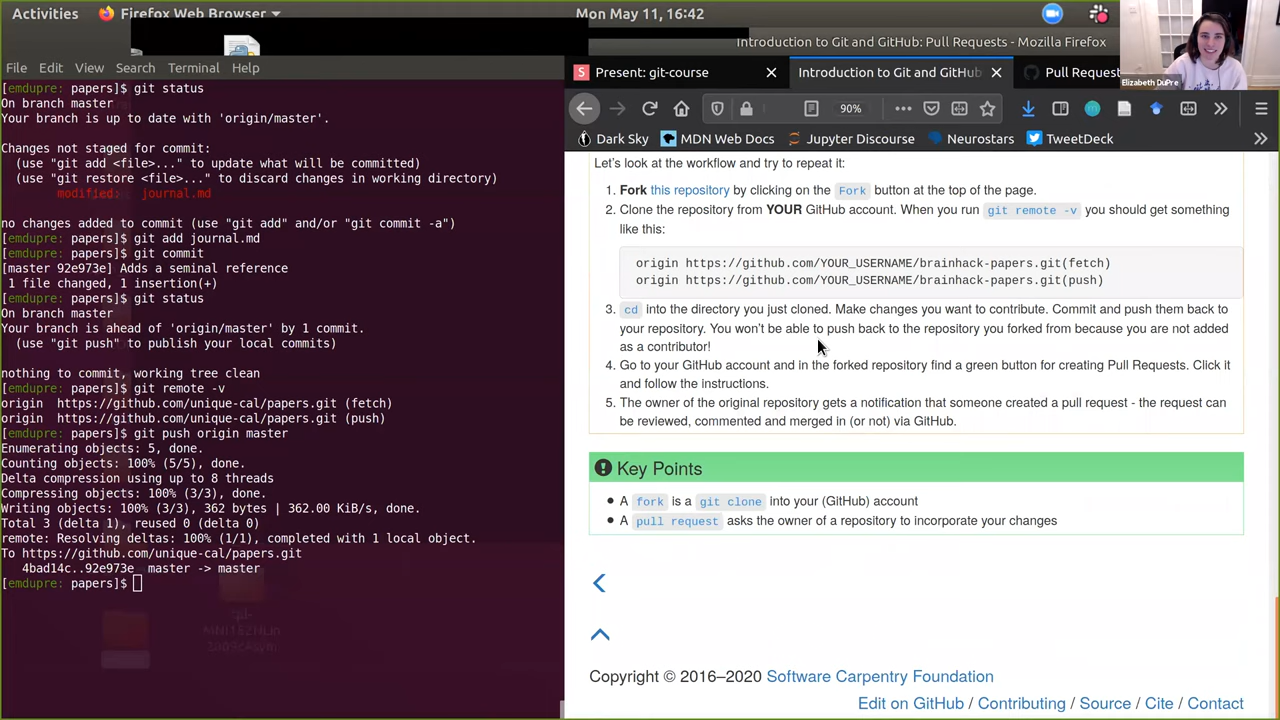 Activities
Firefox Web Browser
Mon May 11, 16:42
Introduction to Git and GitHub: Pull Requests - Mozilla Firefox
Elizabeth DuPre
File Edit View Search Terminal Help
[emdupre: papers]$ git status
On branch master
Your branch is up to date with 'origin/master'.
Changes not staged for commit:
(use "git add <file>..." to update what will be committed)
(use "git restore <file>..." to discard changes in working directory)
modified: journal.md
no changes added to commit (use "git add" and/or "git commit -a")
[emdupre: papers]$ git add journal.md
[emdupre: papers]$ git commit
[master 92e973e] Adds a seminal reference
1 file changed, 1 insertion(+)
[emdupre: papers]$ git status
On branch master
Your branch is ahead of 'origin/master' by 1 commit.
(use "git push" to publish your local commits)
nothing to commit, working tree clean
[emdupre: papers]$ git remote -v
origin https://github.com/unique-cal/papers.git (fetch)
origin https://github.com/unique-cal/papers.git (push)
[emdupre: papers]$ git push origin master
Enumerating objects: 5, done.
Counting objects: 100% (5/5), done.
Delta compression using up to 8 threads
Compressing objects: 100% (3/3), done.
Writing objects: 100% (3/3), 362 bytes | 362.00 KiB/s, done.
Total 3 (delta 1), reused 0 (delta 0)
remote: Resolving deltas: 100% (1/1), completed with 1 local object.
To https://github.com/unique-cal/papers.git
4bad14c..92e973e master -> master
[emdupre: papers]$
S Present: git-course
Introduction to Git and GitHub
Pull Request
90%
Dark Sky
MDN Web Docs
Jupyter Discourse
Neurostars
TweetDeck
Let's look at the workflow and try to repeat it:
1. Fork this repository by clicking on the Fork button at the top of the page.
2. Clone the repository from YOUR GitHub account. When you run git remote -v you should get something
like this:
origin https://github.com/YOUR_USERNAME/brainhack-papers.git(fetch)
origin https://github.com/YOUR_USERNAME/brainhack-papers.git(push)
3. cd into the directory you just cloned. Make changes you want to contribute. Commit and push them back to
your repository. You won't be able to push back to the repository you forked from because you are not added
as a contributor!
4. Go to your GitHub account and in the forked repository find a green button for creating Pull Requests. Click it
and follow the instructions.
5. The owner of the original repository gets a notification that someone created a pull request - the request can
be reviewed, commented and merged in (or not) via GitHub.
Key Points
A fork is a git clone into your (GitHub) account
A pull request asks the owner of a repository to incorporate your changes
Copyright © 2016–2020 Software Carpentry Foundation
Edit on GitHub / Contributing / Source / Cite / Contact